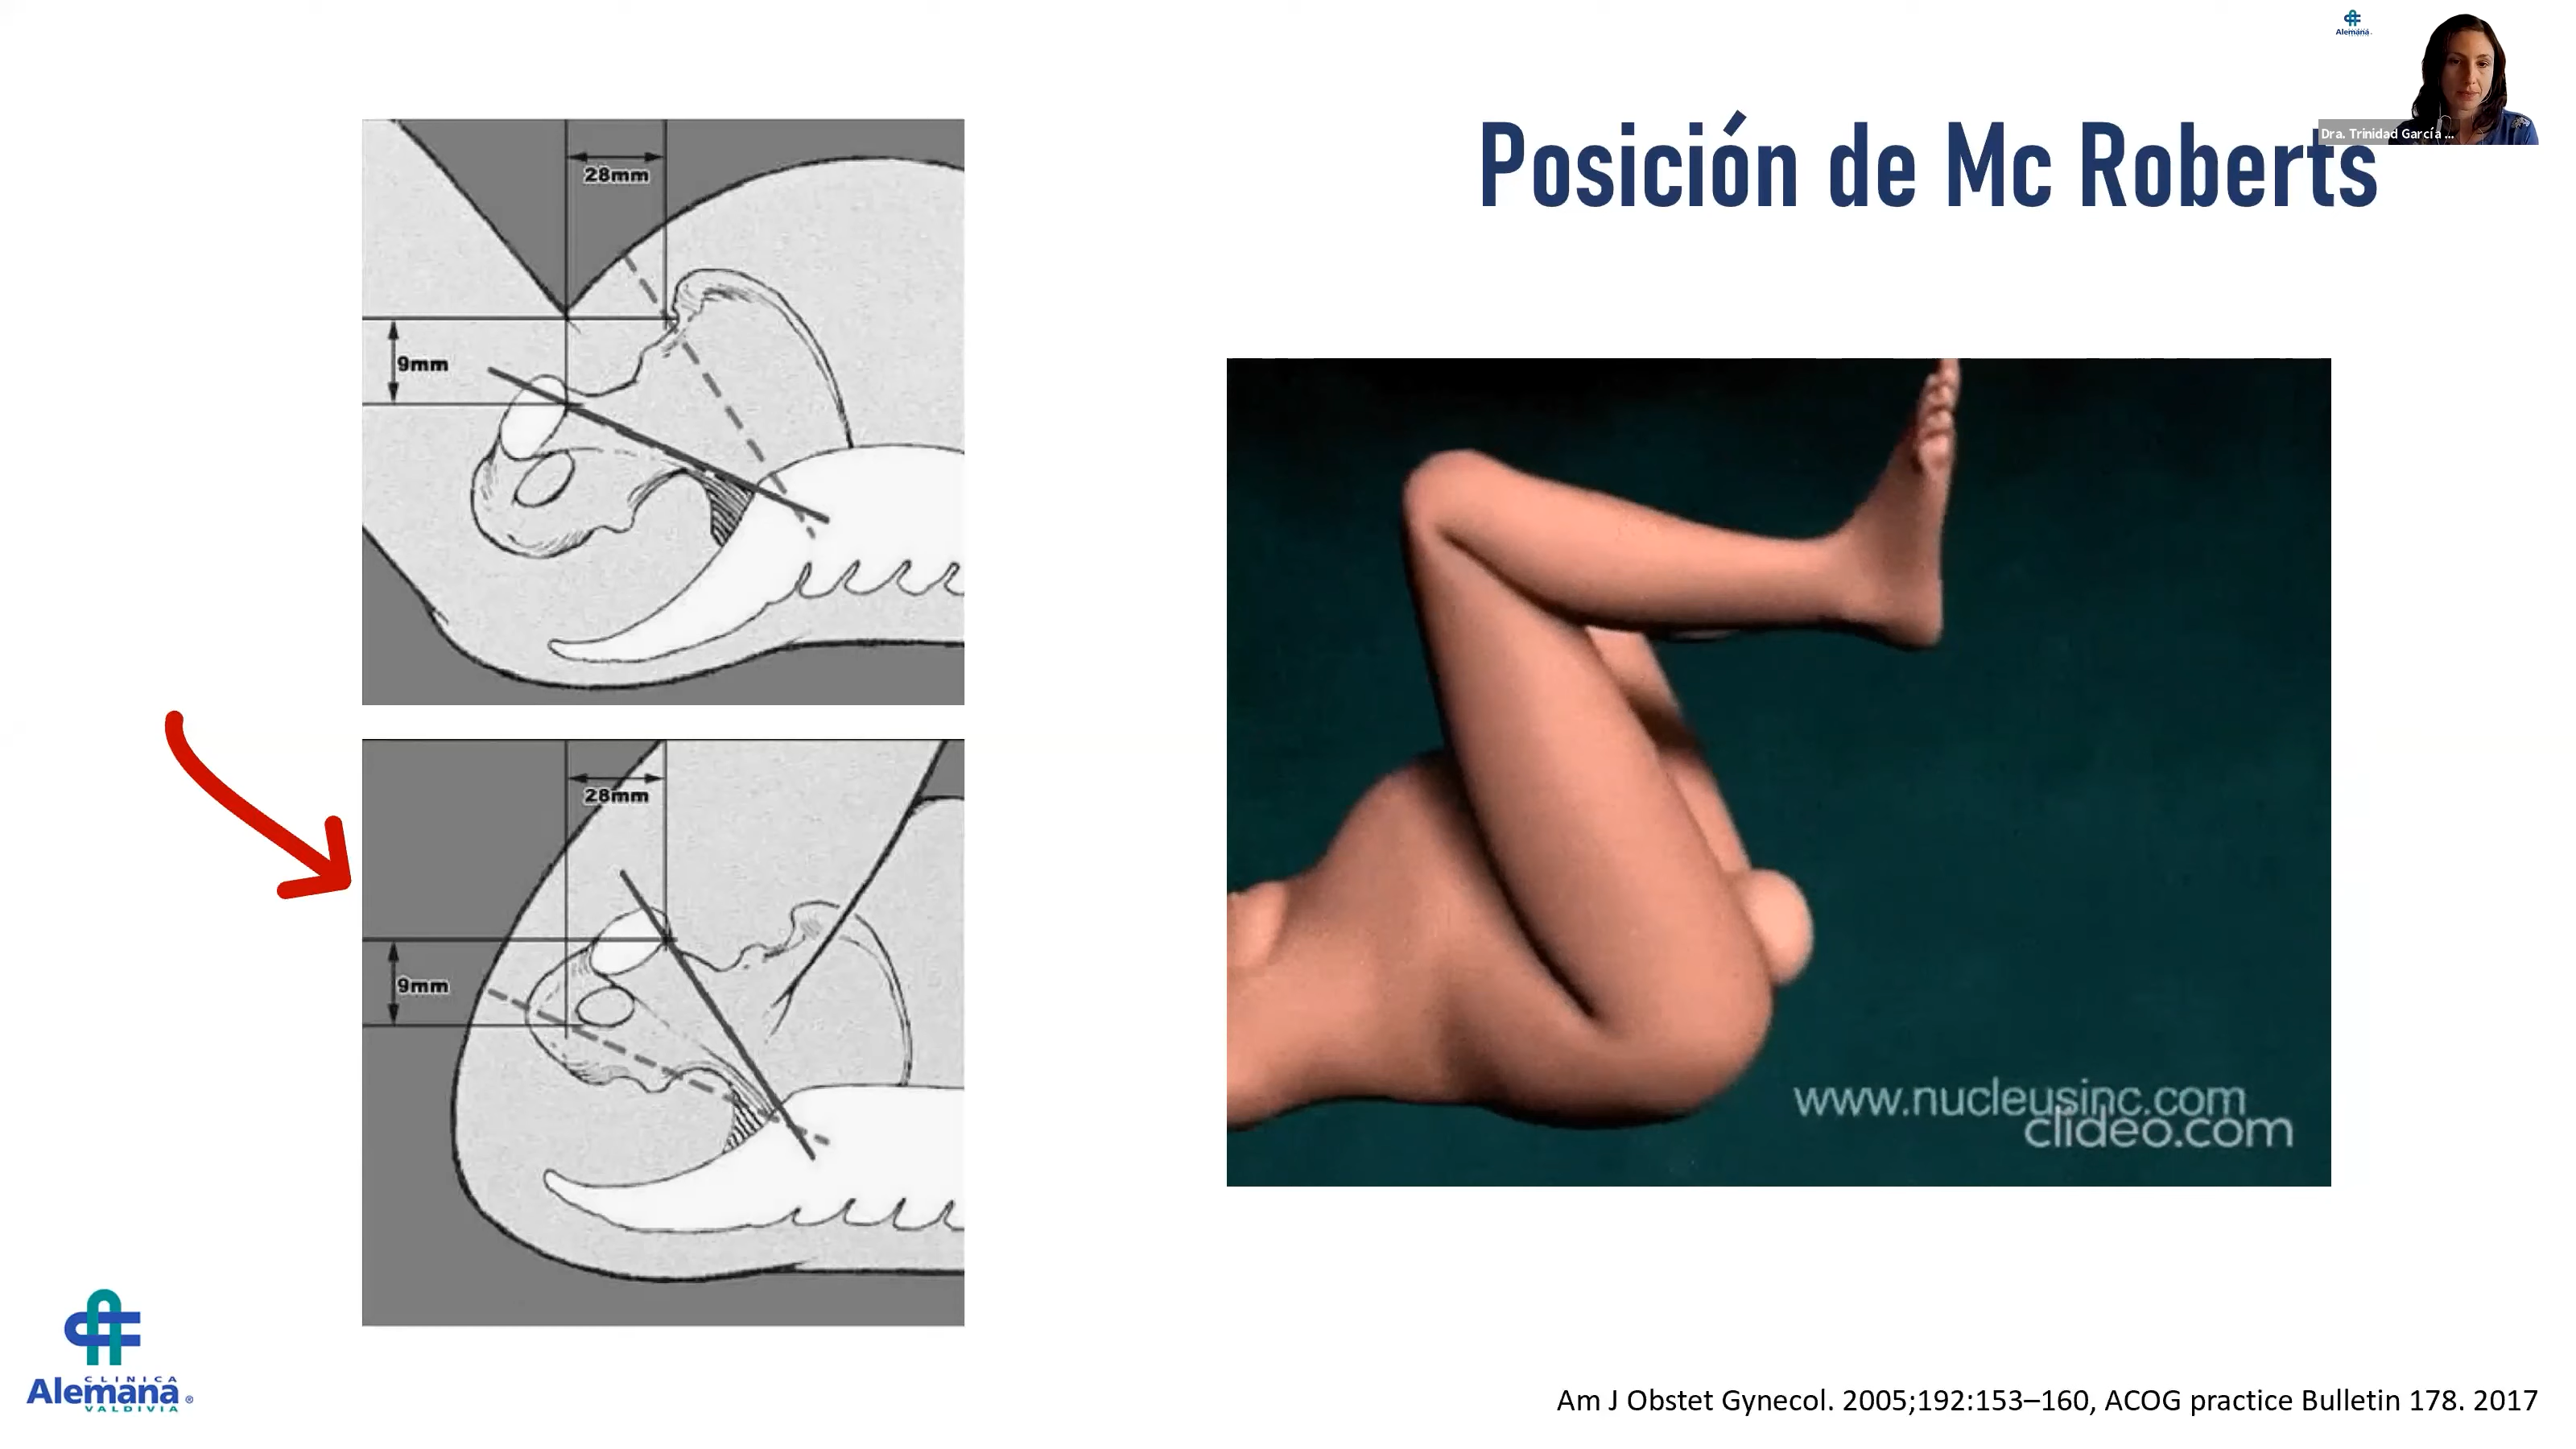 Alemana
Dra. Trinidad García ...
Posición de Mc Roberts
28mm
9mm
28mm
9mm
www.nucleusinc.com
clideo.com
CLINICA
Alemana®
VALDIVIA
Am J Obstet Gynecol. 2005;192:153–160, ACOG practice Bulletin 178. 2017